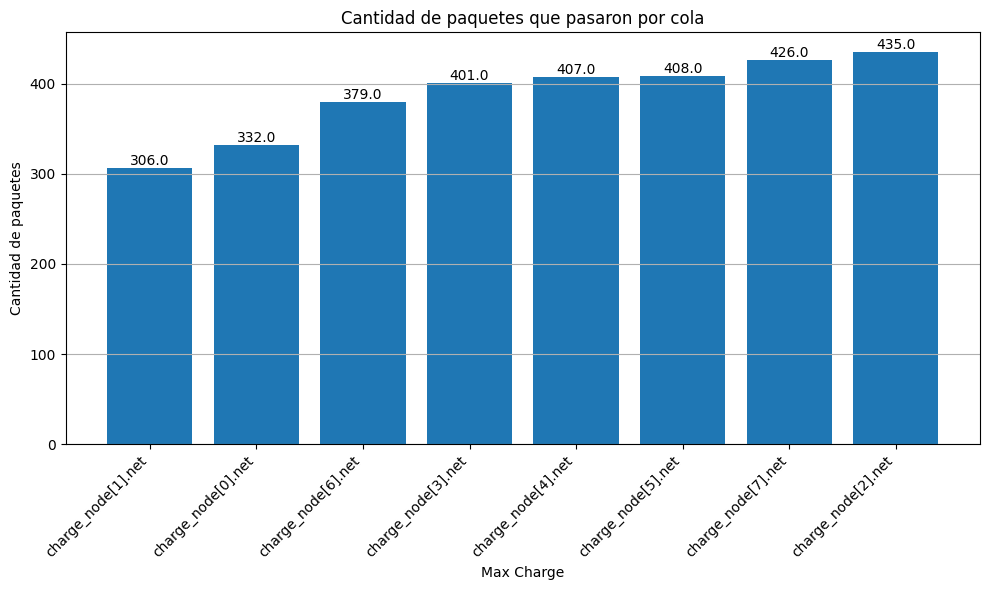 Cantidad de paquetes que pasaron por cola
Cantidad de paquetes
400
300
200
100
0
306.0
332.0
379.0
401.0
407.0
408.0
426.0
435.0
charge_node[1].net
charge_node[0].net
charge_node[6].net
charge_node[3].net
charge_node[4].net
charge_node[5].net
charge_node[7].net
charge_node[2].net
Max Charge